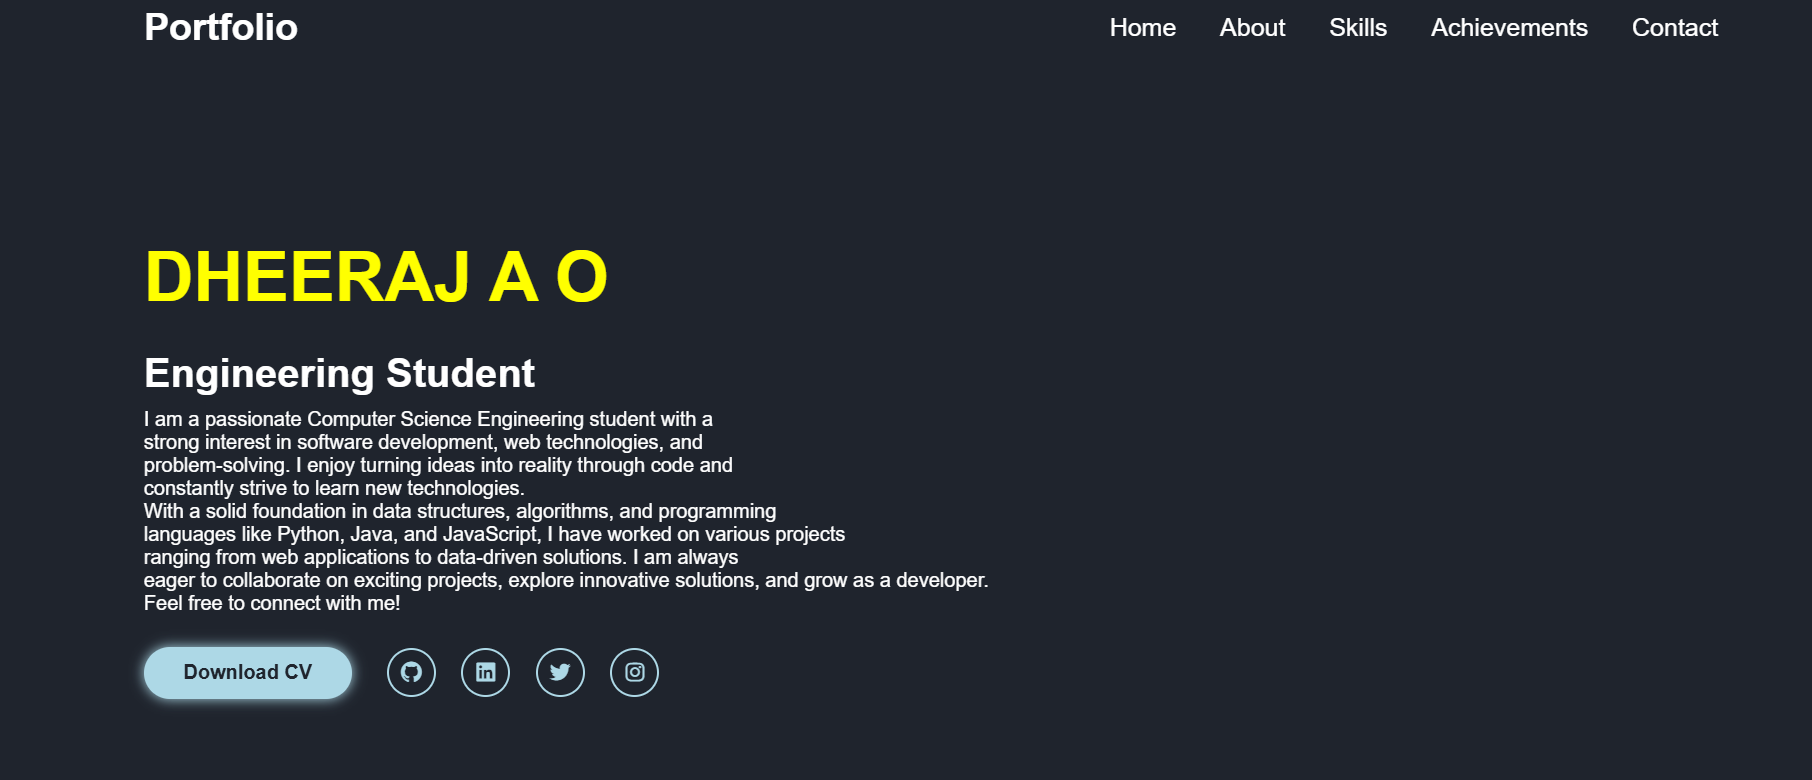 Portfolio
Home About Skills Achievements Contact
DHEERAJ A O
Engineering Student
I am a passionate Computer Science Engineering student with a
strong interest in software development, web technologies, and
problem-solving. I enjoy turning ideas into reality through code and
constantly strive to learn new technologies.
With a solid foundation in data structures, algorithms, and programming
languages like Python, Java, and JavaScript, I have worked on various projects
ranging from web applications to data-driven solutions. I am always
eager to collaborate on exciting projects, explore innovative solutions, and grow as a developer.
Feel free to connect with me!
Download CV